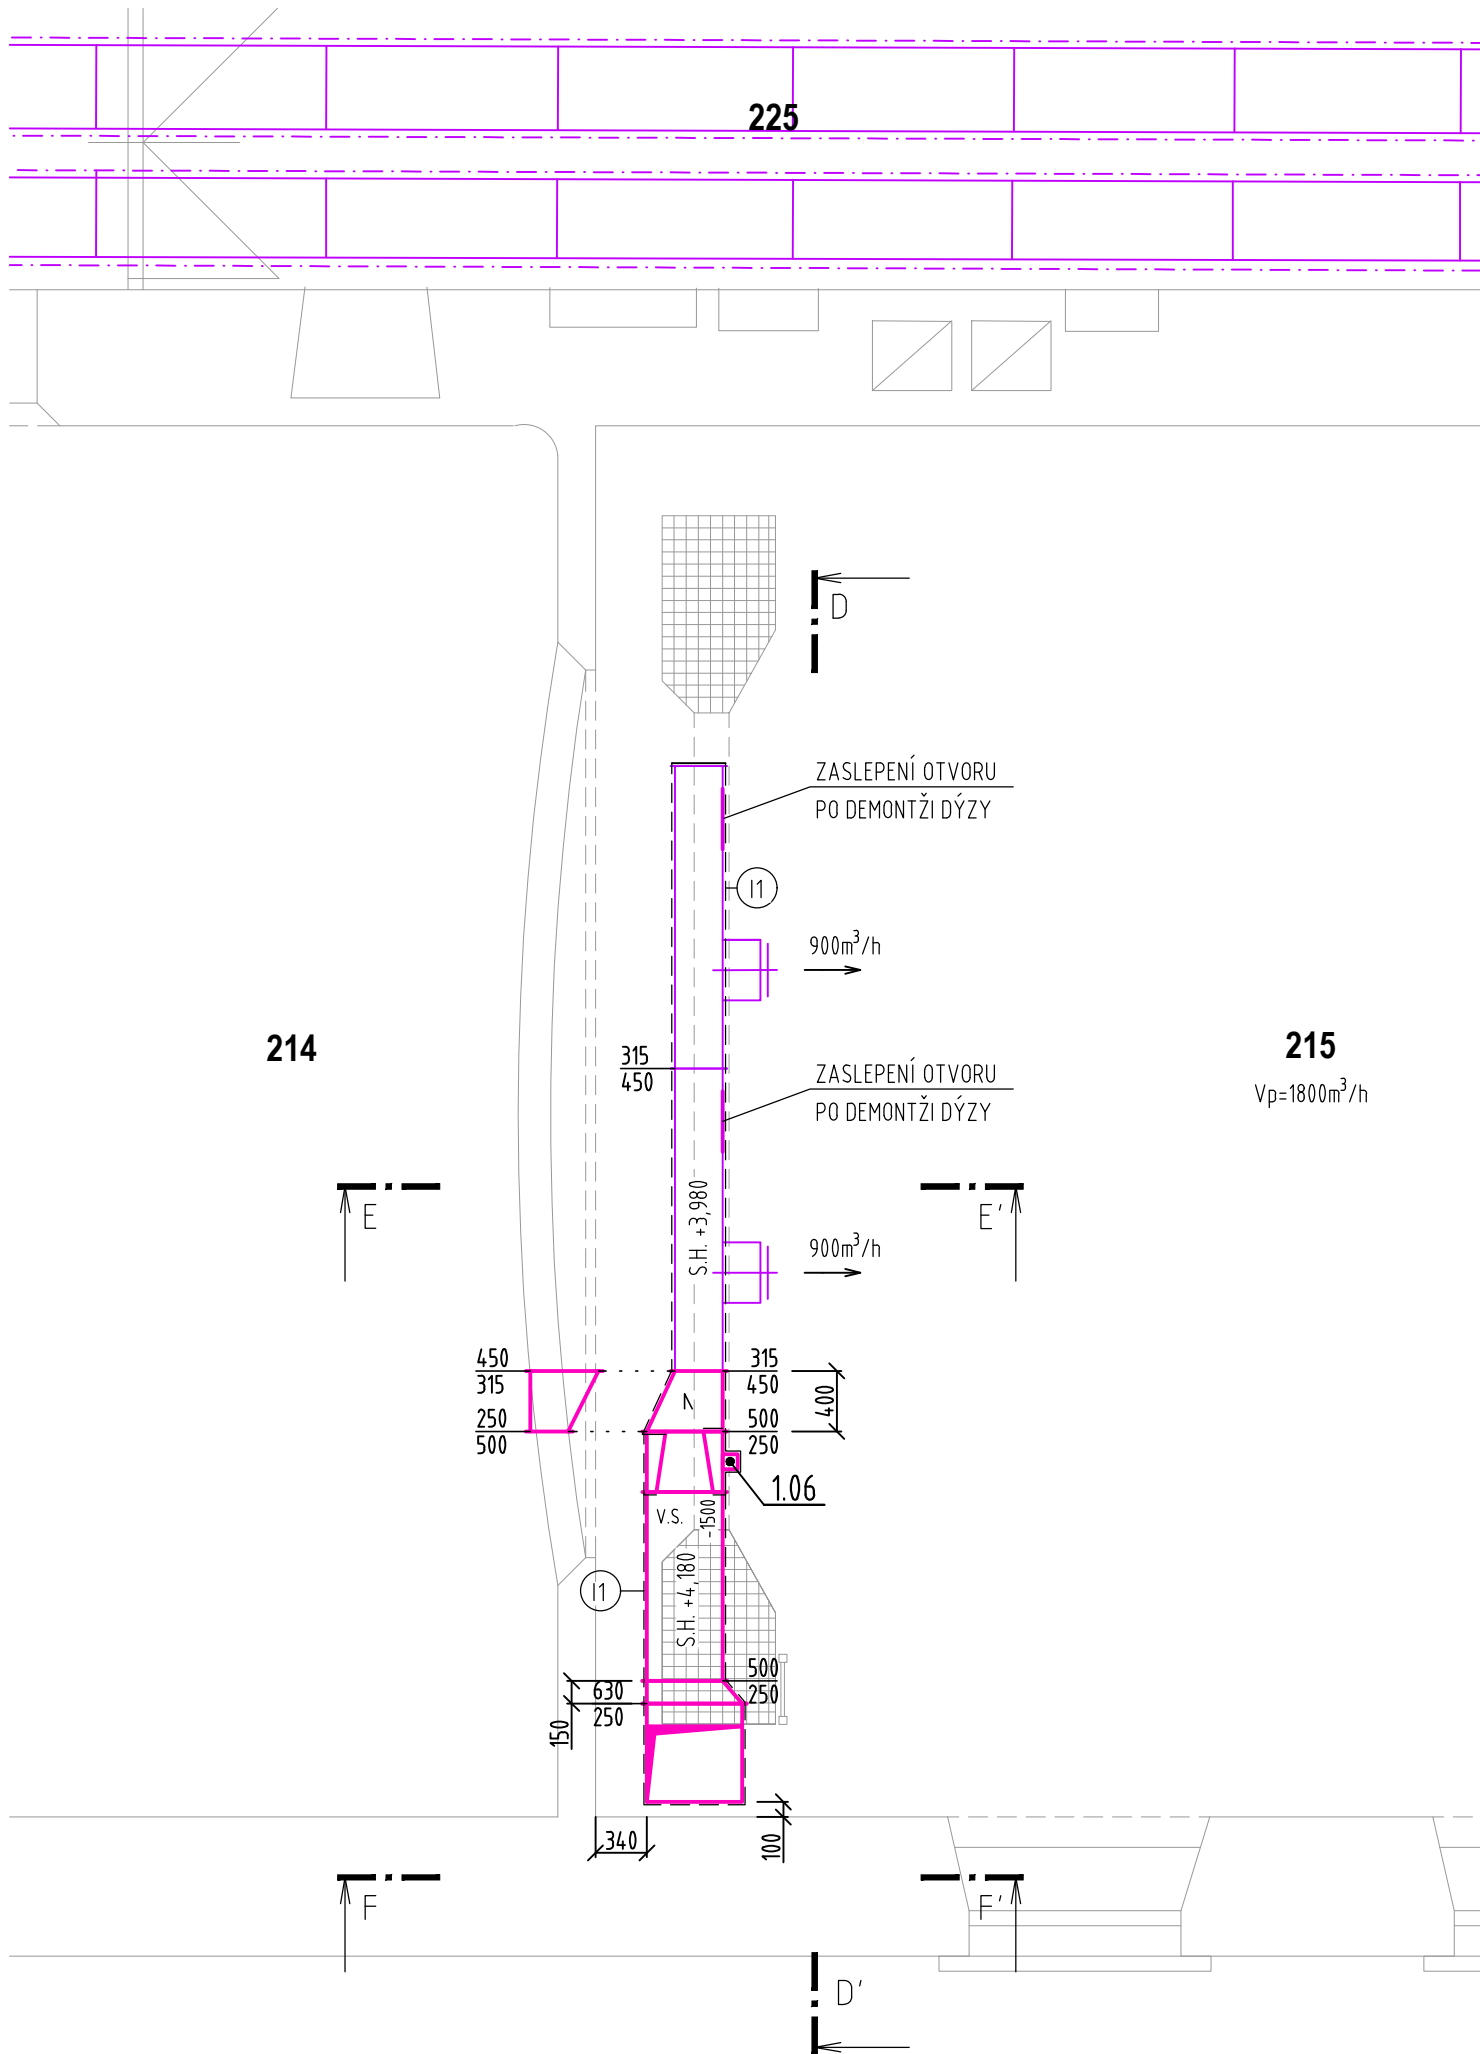 225
D
ZASLEPENÍ OTVORU
PO DEMONTŽI DÝZY
I1
900m³/h
214
215
Vp=1800m³/h
315
450
ZASLEPENÍ OTVORU
PO DEMONTŽI DÝZY
S.H. +3,980
E
E'
900m³/h
450
315
250
500
N
315
450
500
250
400
1.06
V.S.
-1500
I1
S.H. +4,180
500
250
630
250
150
340
100
F
F'
D'